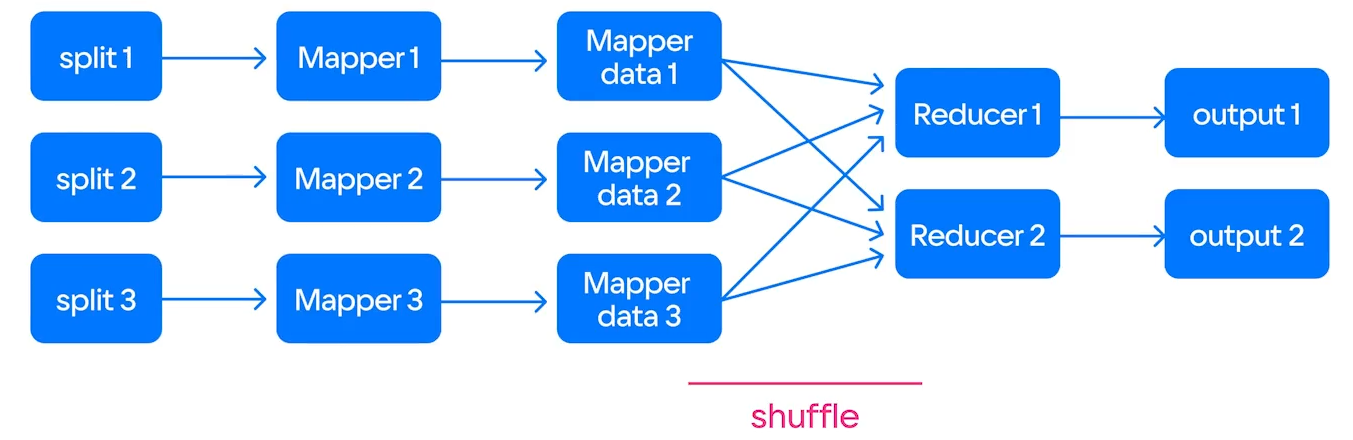 split 1
Mapper 1
Mapper
data 1
split 2
Mapper 2
Mapper
data 2
split 3
Mapper 3
Mapper
data 3
Reducer 1
output 1
Reducer 2
output 2
shuffle